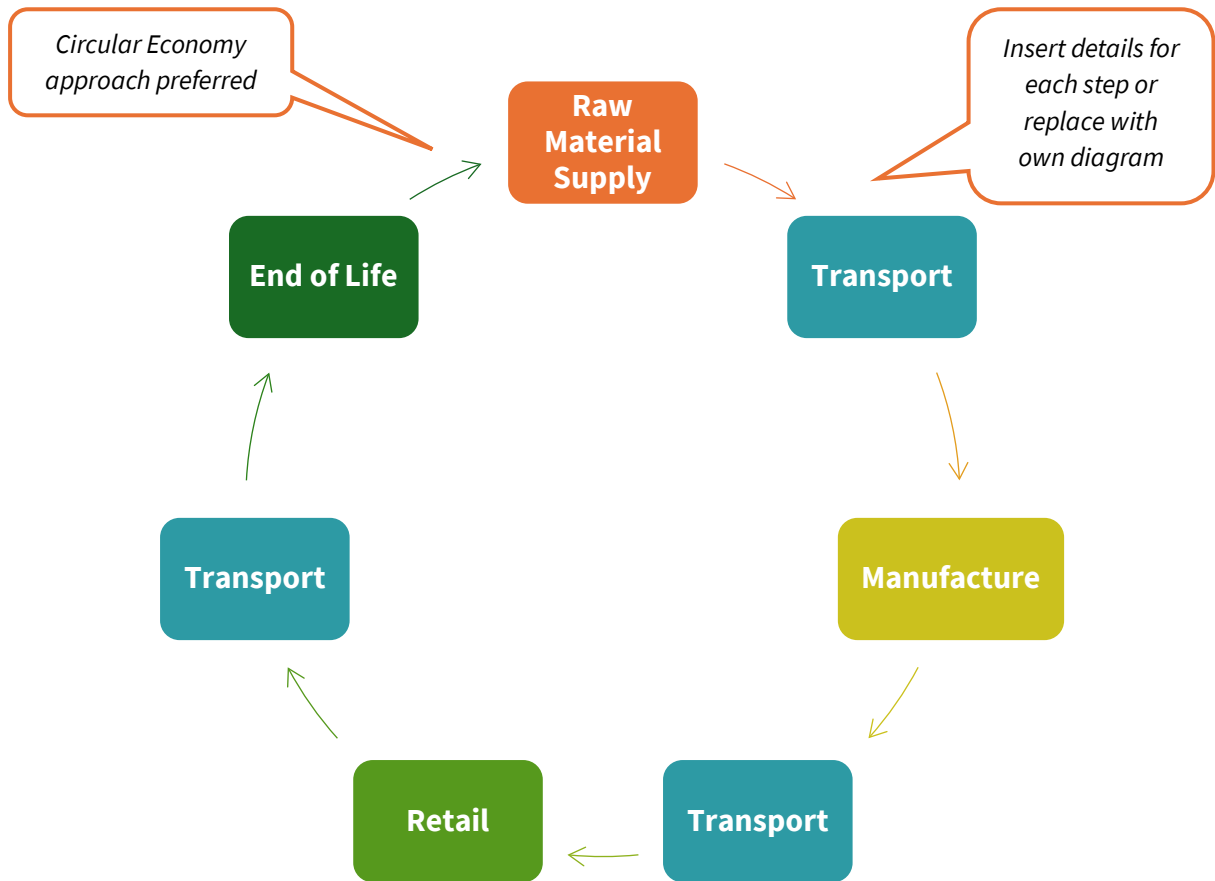 Circular Economy
approach preferred
Insert details for
each step or
replace with
own diagram
Raw
Material
Supply
Transport
Manufacture
Transport
Retail
Transport
End of Life